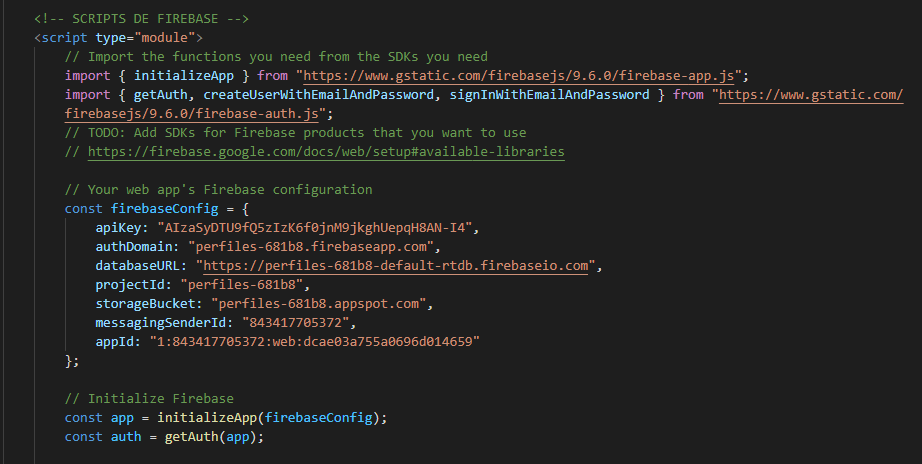 <!-- SCRIPTS DE FIREBASE -->
<script type="module">
// Import the functions you need from the SDKs you need
import { initializeApp } from "https://www.gstatic.com/firebasejs/9.6.0/firebase-app.js";
import { getAuth, createUserWithEmailAndPassword, signInWithEmailAndPassword } from "https://www.gstatic.com/
firebasejs/9.6.0/firebase-auth.js";
// TODO: Add SDKs for Firebase products that you want to use
// https://firebase.google.com/docs/web/setup#available-libraries
// Your web app's Firebase configuration
const firebaseConfig = {
apiKey: "AIzaSyDTU9fQ5zIzK6f0jnM9jkghUepqH8AN-I4",
authDomain: "perfiles-681b8.firebaseapp.com",
databaseURL: "https://perfiles-681b8-default-rtdb.firebaseio.com",
projectId: "perfiles-681b8",
storageBucket: "perfiles-681b8.appspot.com",
messagingSenderId: "843417705372",
appId: "1:843417705372:web:dcae03a755a0696d014659"
};
// Initialize Firebase
const app = initializeApp(firebaseConfig);
const auth = getAuth(app);